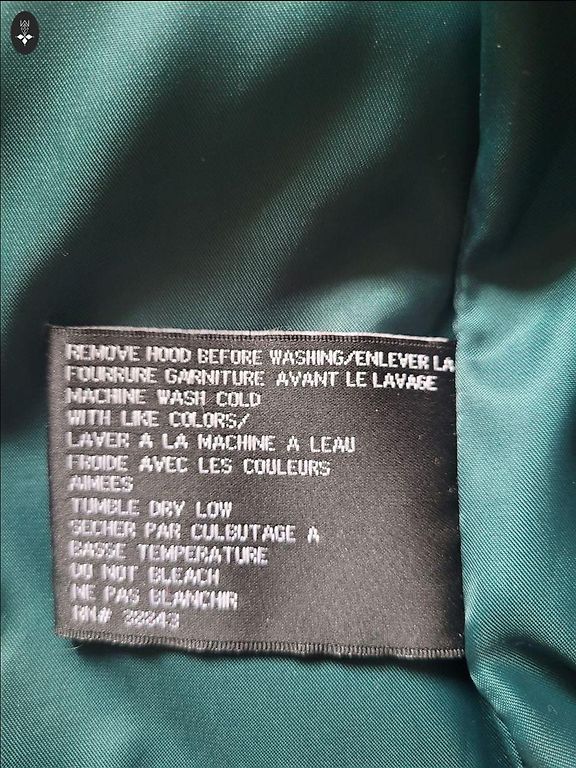 REMOVE HOOD BEFORE WASHING/ENLEVER LA
FOURRURE GARNITURE AVANT LE LAVAGE
MACHINE WASH COLD
WITH LIKE COLORS/
LAVER A LA MACHINE A LEAU
FROIDE AVEC LES COULEURS
AIMEES
TUMBLE DRY LOW
SECHER PAR CULBUTAGE A
BASSE TEMPERATURE
DO NOT BLEACH
NE PAS BLANCHIR
RN#